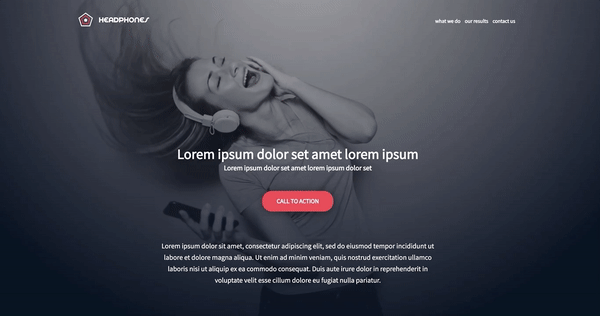 HEADPHONES
what we do our results contact us
Lorem ipsum dolor set amet lorem ipsum
Lorem ipsum dolor set amet lorem ipsum dolor set
CALL TO ACTION
Lorem ipsum dolor sit amet, consectetur adipiscing elit, sed do eiusmod tempor incididunt ut
labore et dolore magna aliqua. Ut enim ad minim veniam, quis nostrud exercitation ullamco
laboris nisi ut aliquip ex ea commodo consequat. Duis aute irure dolor in reprehenderit in
voluptate velit esse cillum dolore eu fugiat nulla pariatur.